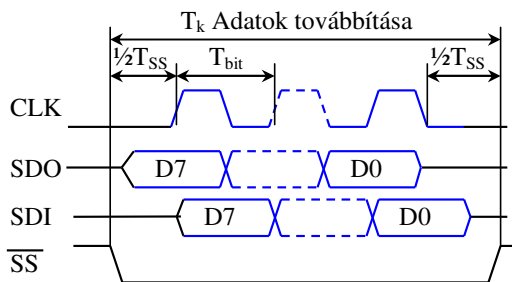 Tk Adatok továbbítása
½TSS Tbit ½TSS
CLK
SDO D7 D0
SDI D7 D0
SS